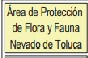 Área de Protección
de Flora y Fauna
Nevado de Toluca